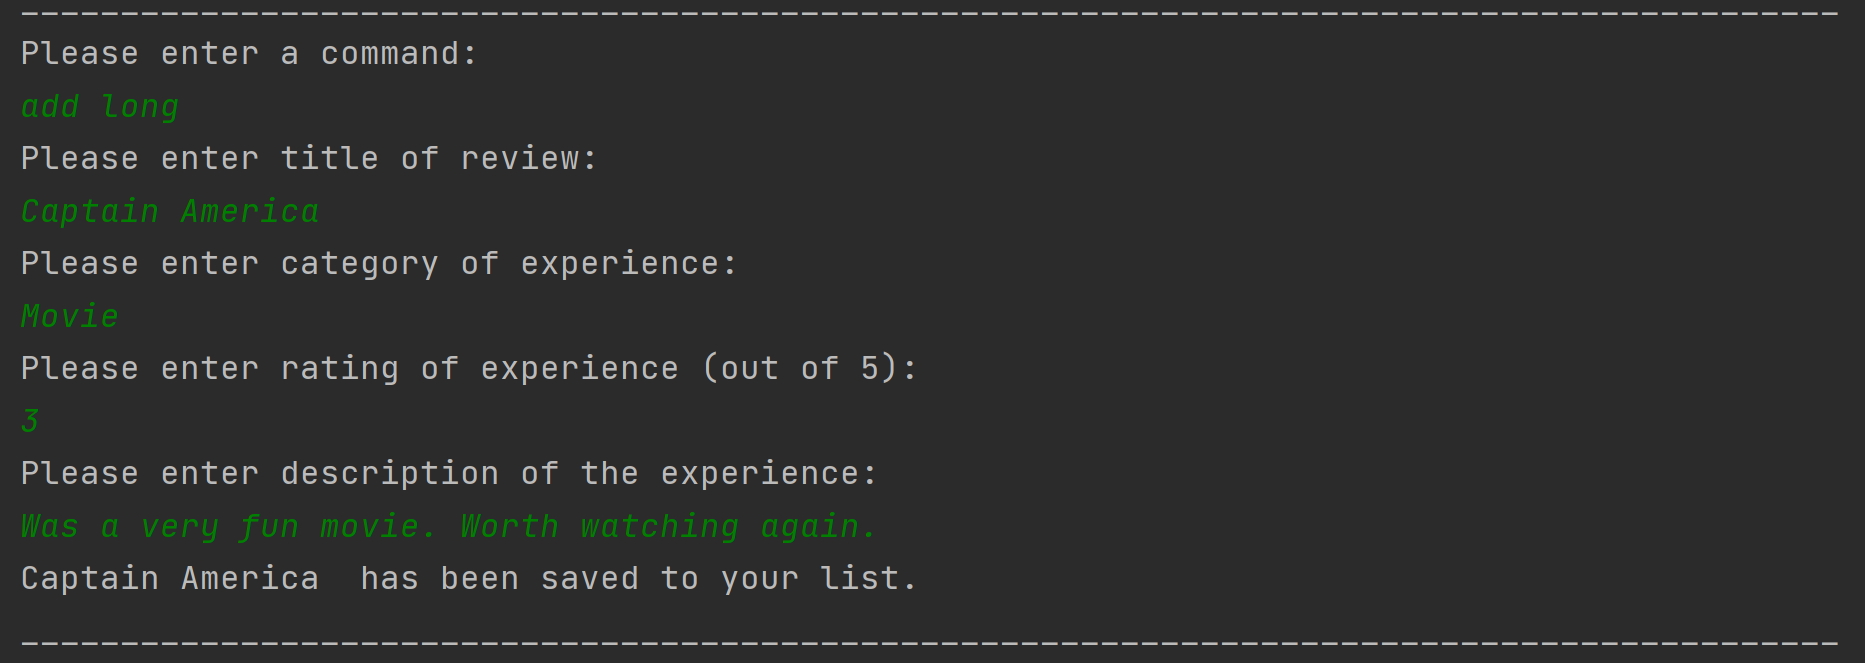 -------------------------------------------------------------------------------------------
Please enter a command:
add long
Please enter title of review:
Captain America
Please enter category of experience:
Movie
Please enter rating of experience (out of 5):
3
Please enter description of the experience:
Was a very fun movie. Worth watching again.
Captain America  has been saved to your list.
-------------------------------------------------------------------------------------------